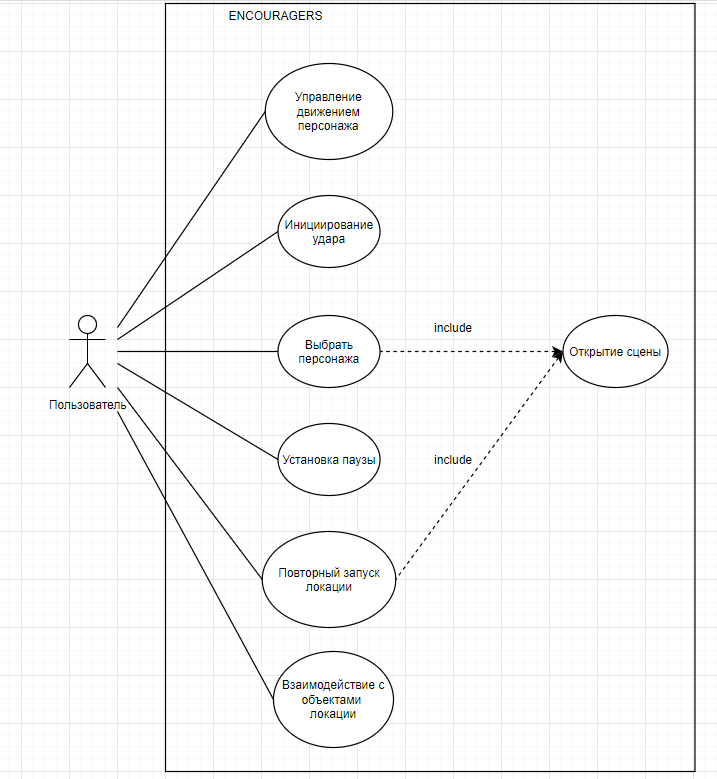 ENCOURAGERS
Управление
движением
персонажа
Инициирование
удара
Выбрать
персонажа
include
Открытие сцены
Пользователь
Установка паузы
include
Повторный запуск
локации
Взаимодействие с
объектами
локации